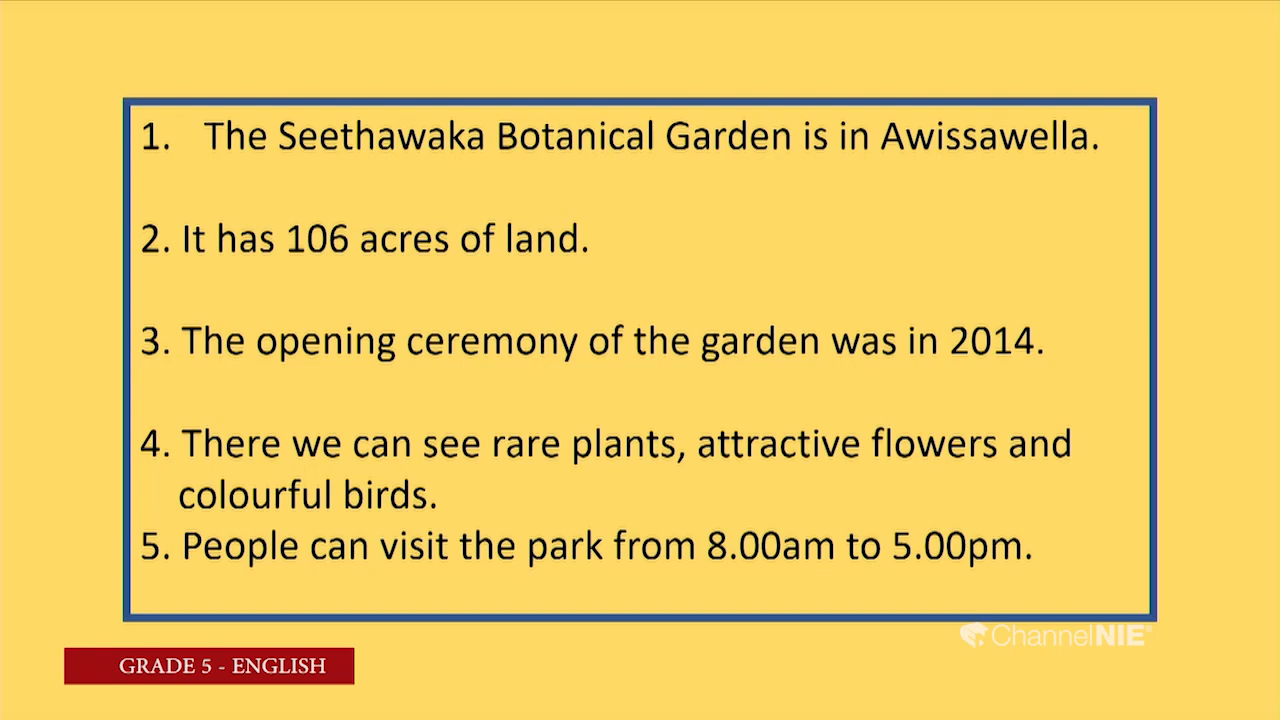 1. The Seethawaka Botanical Garden is in Awissawella.
2. It has 106 acres of land.
3. The opening ceremony of the garden was in 2014.
4. There we can see rare plants, attractive flowers and
colourful birds.
5. People can visit the park from 8.00am to 5.00pm.
ChannelNIE
GRADE 5 - ENGLISH